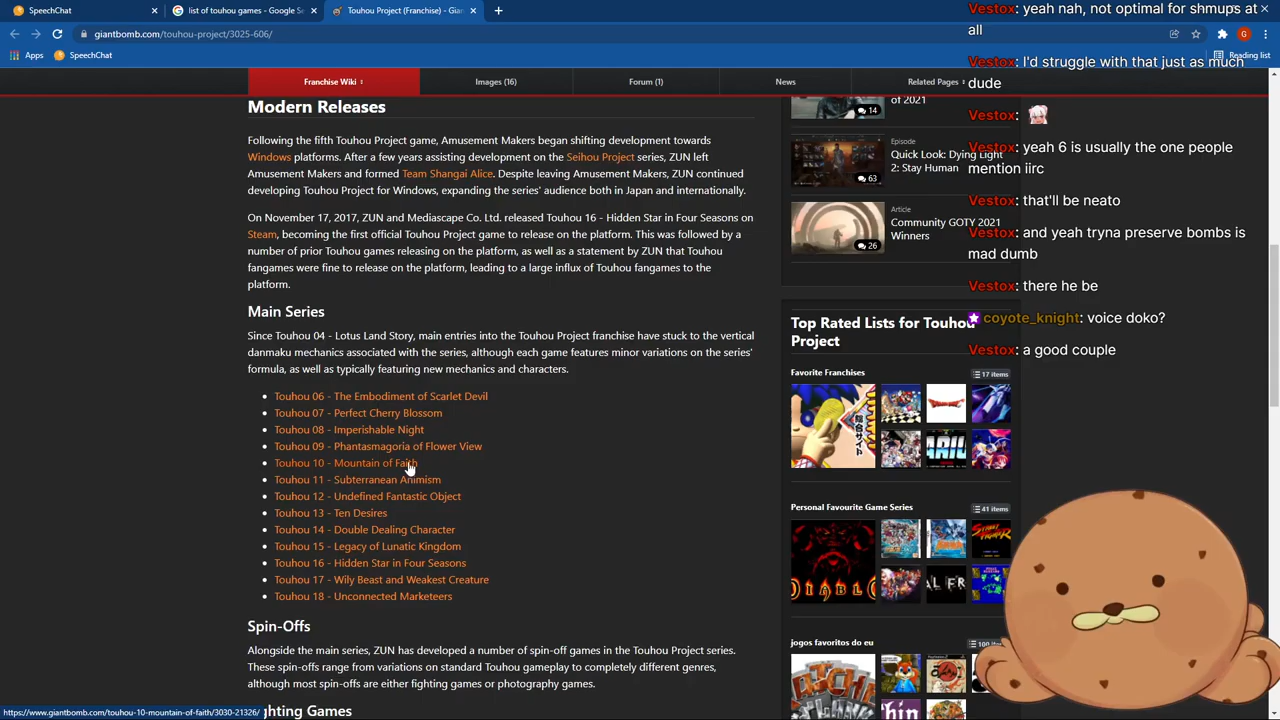 SpeechChat
list of touhou games - Google Se
Touhou Project (Franchise) - Gian
giantbomb.com/touhou-project/3025-606/
G
Apps
SpeechChat
Reading list
Franchise Wiki
Images (16)
Forum (1)
News
Related Pages
Modern Releases
Following the fifth Touhou Project game, Amusement Makers began shifting development towards
Windows platforms. After a few years assisting development on the Seihou Project series, ZUN left
Amusement Makers and formed Team Shangai Alice. Despite leaving Amusement Makers, ZUN continued
developing Touhou Project for Windows, expanding the series' audience both in Japan and internationally.
On November 17, 2017, ZUN and Mediascape Co. Ltd. released Touhou 16 - Hidden Star in Four Seasons on
Steam, becoming the first official Touhou Project game to release on the platform. This was followed by a
number of prior Touhou games releasing on the platform, as well as a statement by ZUN that Touhou
fangames were fine to release on the platform, leading to a large influx of Touhou fangames to the
platform.
Main Series
Since Touhou 04 - Lotus Land Story, main entries into the Touhou Project franchise have stuck to the vertical
danmaku mechanics associated with the series, although each game features minor variations on the series'
formula, as well as typically featuring new mechanics and characters.
Touhou 06 - The Embodiment of Scarlet Devil
Touhou 07 - Perfect Cherry Blossom
Touhou 08 - Imperishable Night
Touhou 09 - Phantasmagoria of Flower View
Touhou 10 - Mountain of Faith
Touhou 11 - Subterranean Animism
Touhou 12 - Undefined Fantastic Object
Touhou 13 - Ten Desires
Touhou 14 - Double Dealing Character
Touhou 15 - Legacy of Lunatic Kingdom
Touhou 16 - Hidden Star in Four Seasons
Touhou 17 - Wily Beast and Weakest Creature
Touhou 18 - Unconnected Marketeers
Spin-Offs
Alongside the main series, ZUN has developed a number of spin-off games in the Touhou Project series.
These spin-offs range from variations on standard Touhou gameplay to completely different genres,
although most spin-offs are either fighting games or photography games.
ighting Games
https://www.giantbomb.com/touhou-10-mountain-of-faith/3030-21326/
of 2021
14
Episode
Quick Look: Dying Light
2: Stay Human
63
Article
Community GOTY 2021
Winners
26
Top Rated Lists for Touhou
Project
Favorite Franchises
17 items
Personal Favourite Game Series
41 items
DIABLO
STREET FIGHTER
jogos favoritos do eu
100 items
Vestox: yeah nah, not optimal for shmups at
all
Vestox: I'd struggle with that just as much
dude
Vestox:
Vestox: yeah 6 is usually the one people
mention iirc
Vestox: that'll be neato
Vestox: and yeah tryna preserve bombs is
mad dumb
Vestox: there he be
coyote_knight: voice doko?
Vestox: a good couple